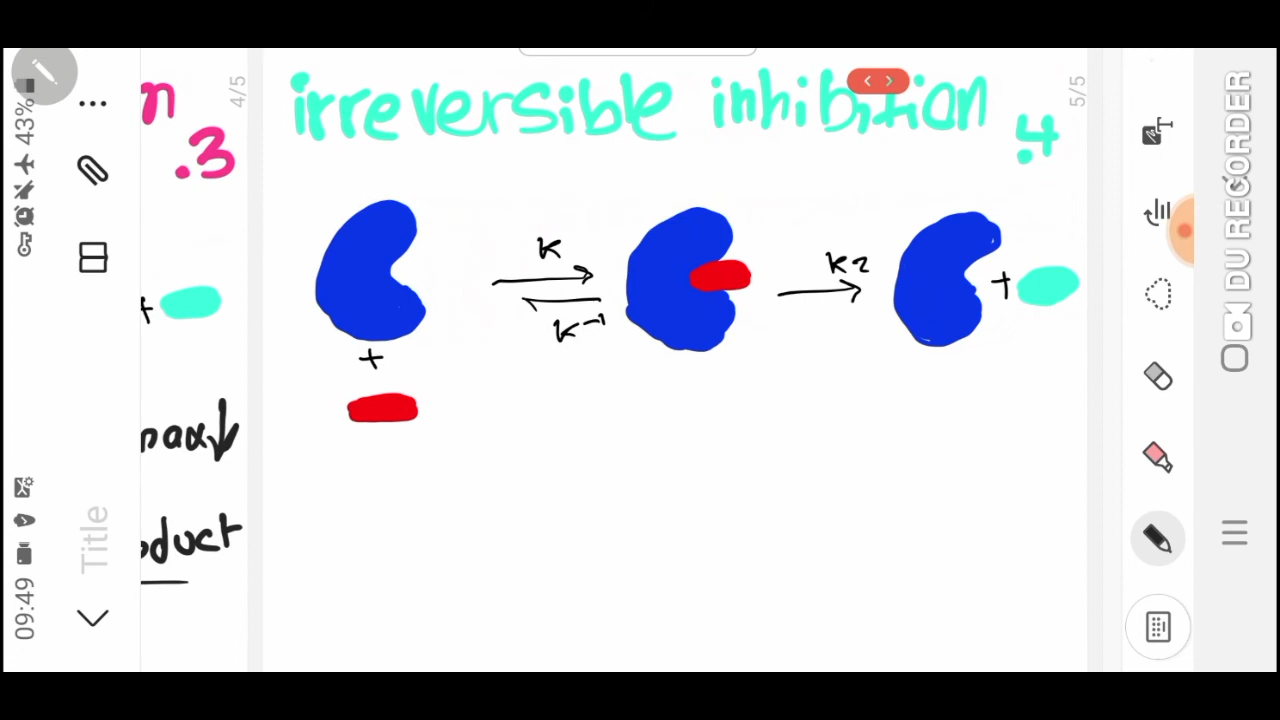 irreversible inhibition
.4
K
K-1
K2
+
+
n
.3
+
max↓
oduct
4/5
5/5
43%
09:49
Title
DU RECORDER